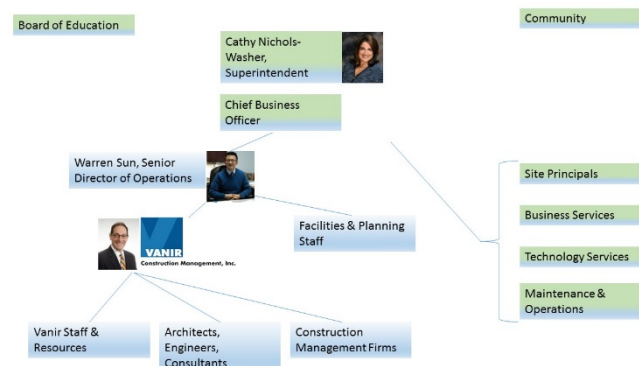 Board of Education
Community
Cathy Nichols-
Washer,
Superintendent
Chief Business
Officer
Warren Sun, Senior
Director of Operations
Site Principals
Facilities & Planning
Staff
Business Services
VANIR
Construction Management, Inc.
Technology Services
Maintenance &
Operations
Vanir Staff &
Resources
Architects,
Engineers,
Consultants
Construction
Management Firms